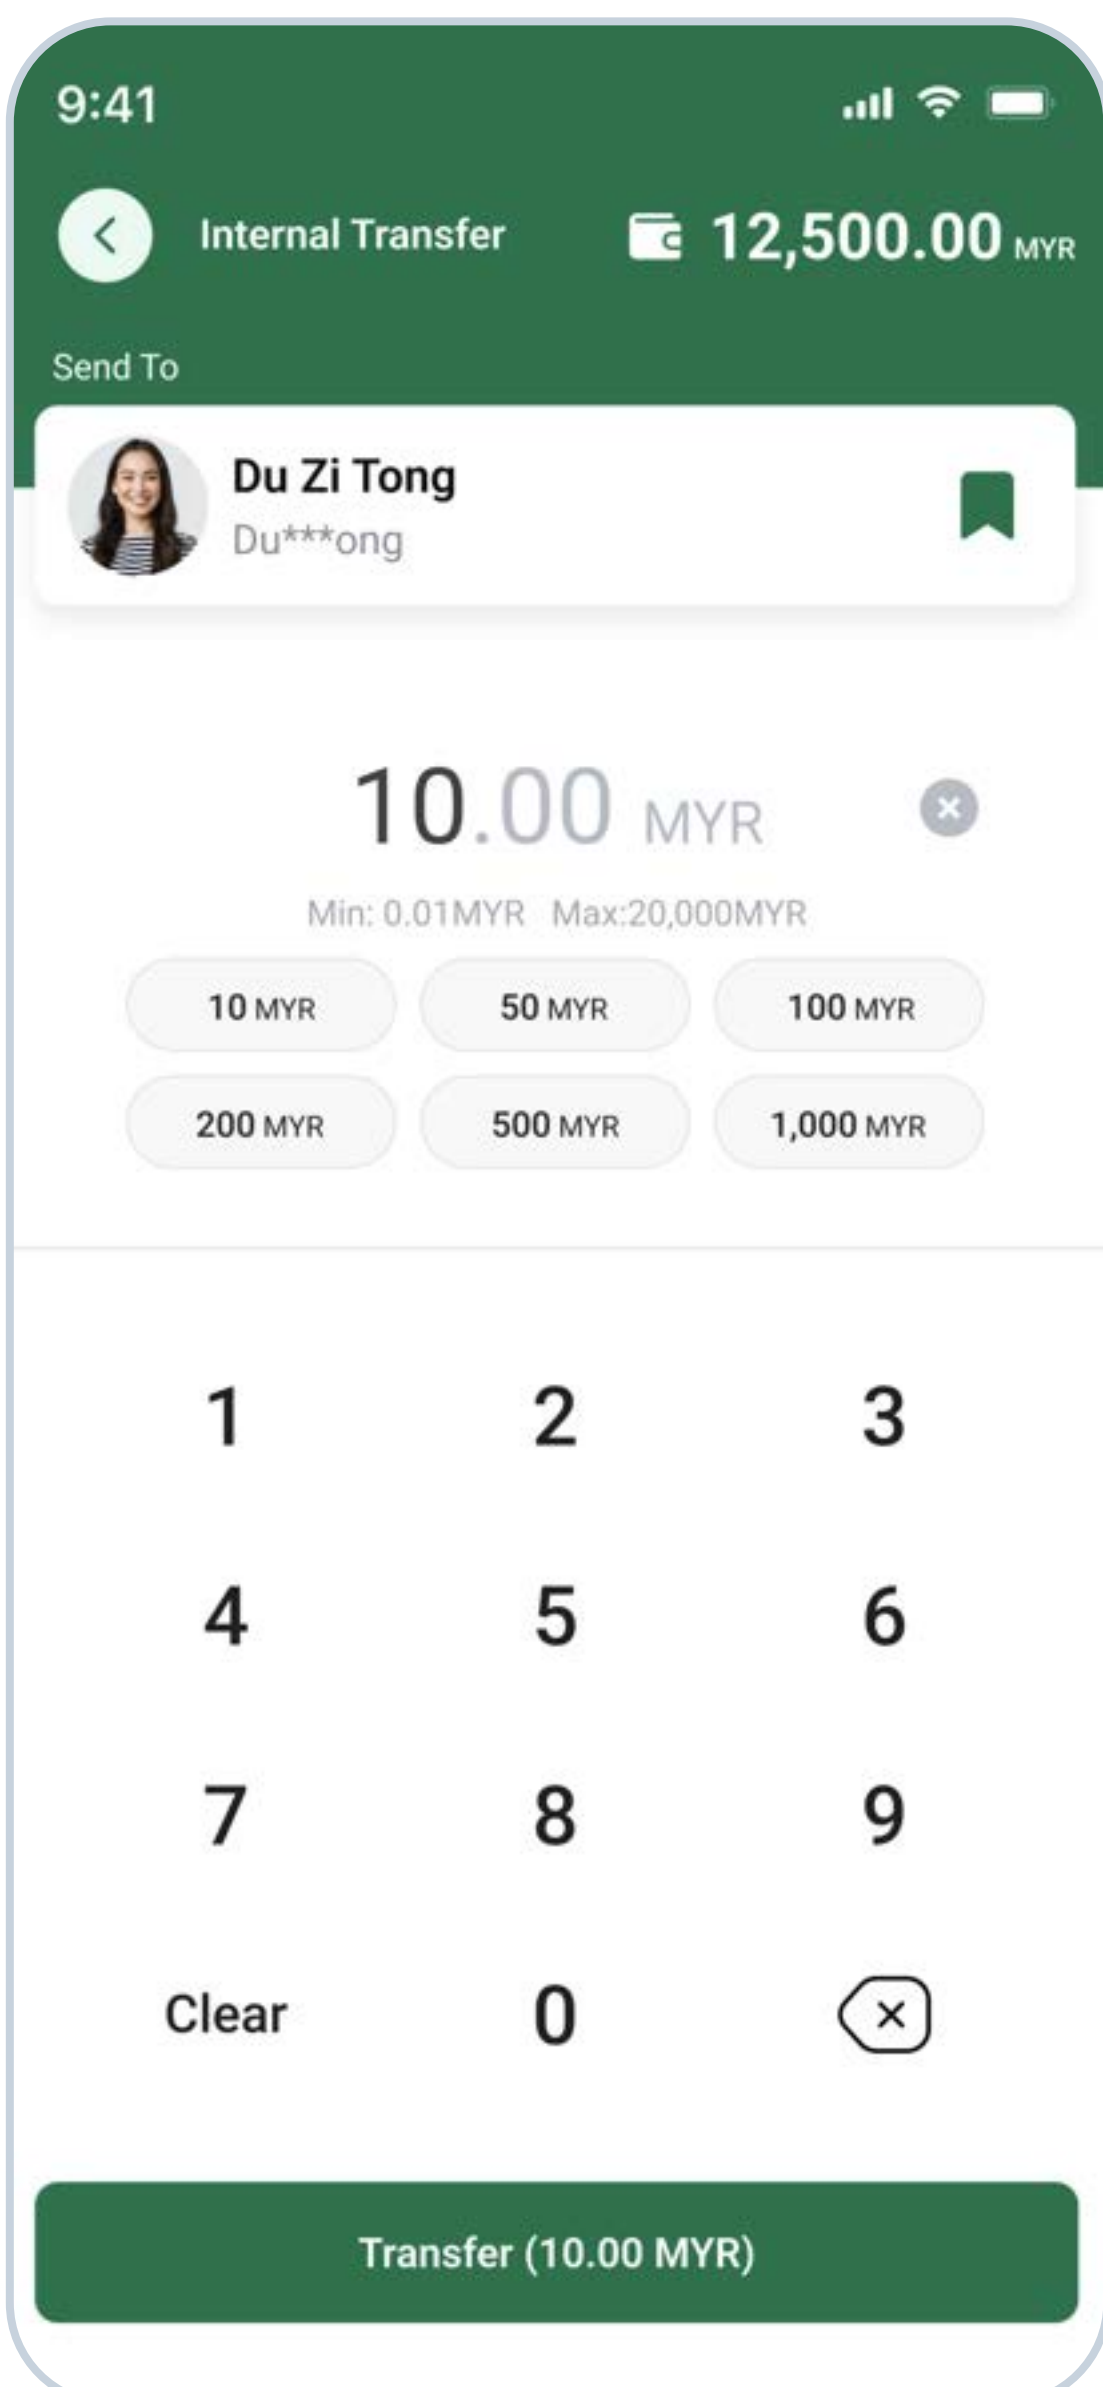 9:41
Internal Transfer 12,500.00 MYR
Send To
Du Zi Tong
Du***ong
10.00 MYR
Min: 0.01MYR Max:20,000MYR
10 MYR 50 MYR 100 MYR
200 MYR 500 MYR 1,000 MYR
1 2 3
4 5 6
7 8 9
Clear 0
Transfer (10.00 MYR)